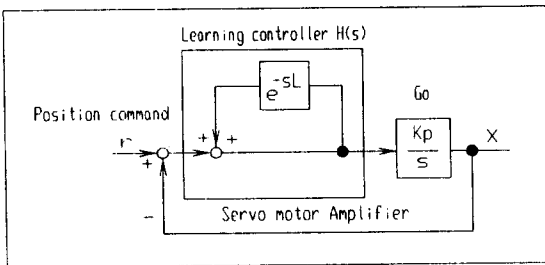 Learning controller H(s)
e-sL
Go
Position command
r
+
+
+
Kp
s
X
-
Servo motor Amplifier